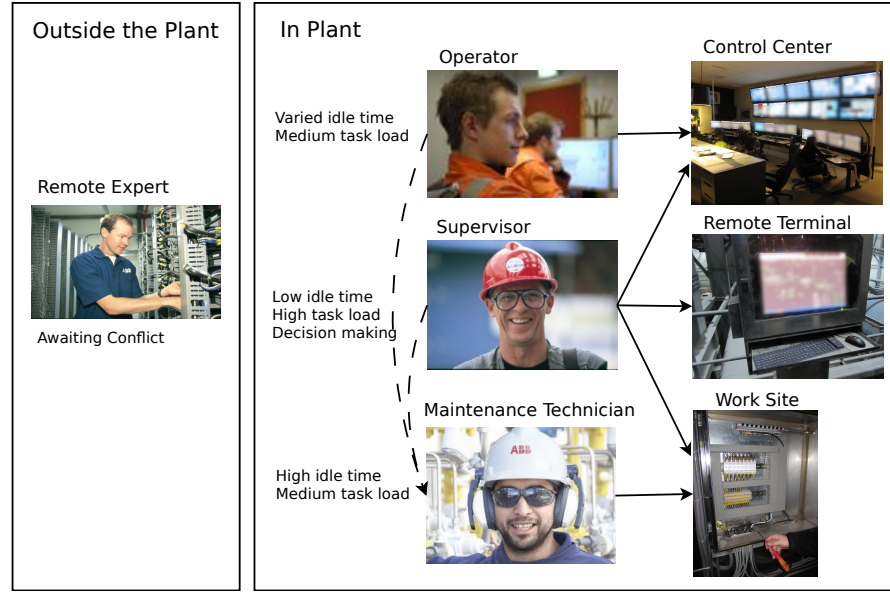 Outside the Plant
Remote Expert
ABB
Awaiting Conflict
In Plant
Operator
Control Center
Varied idle time
Medium task load
Supervisor
Remote Terminal
Low idle time
High task load
Decision making
Maintenance Technician
Work Site
ABB
High idle time
Medium task load